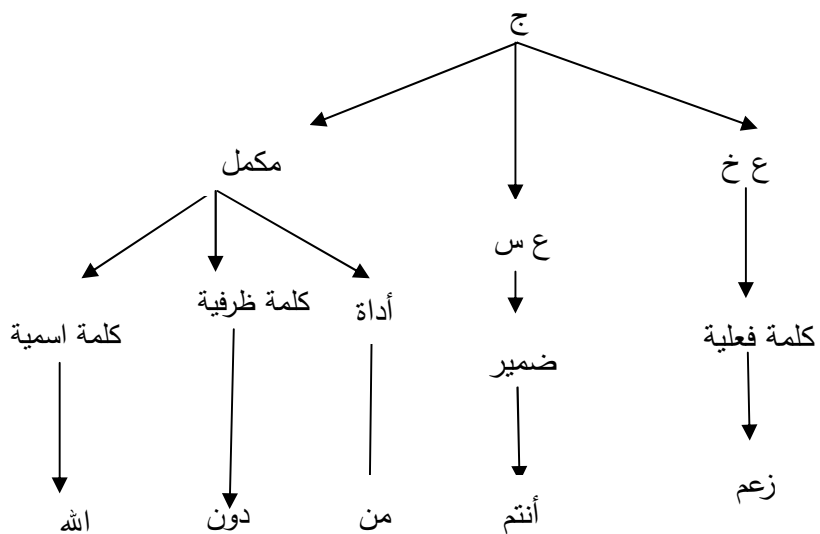 ج
ع خ
مكمل
ع س
أداة
كلمة ظرفية
كلمة اسمية
كلمة فعلية
ضمير
زعم
أنتم
من
دون
الله